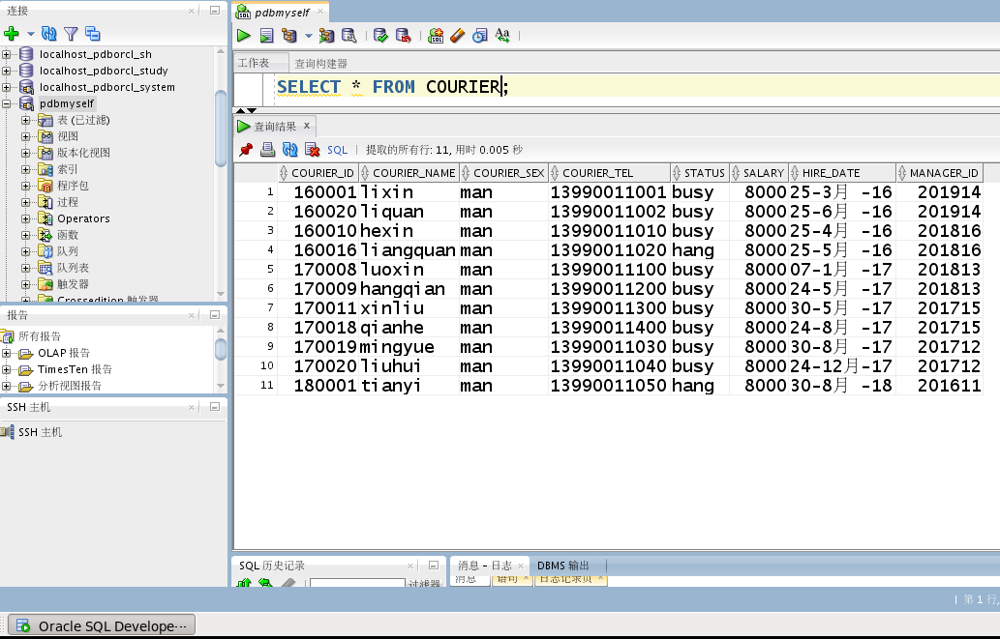 连接
localhost_pdborcl_sh
localhost_pdborcl_study
localhost_pdborcl_system
pdbmyself
表 (已过滤)
视图
版本化视图
索引
程序包
过程
Operators
函数
队列
队列表
触发器
Crossedition 触发器
报告
所有报告
OLAP 报告
TimesTen 报告
分析视图报告
SSH 主机
SSH 主机
pdbmyself
工作表 查询构建器
SELECT * FROM COURIER;
查询结果
SQL | 提取的所有行: 11, 用时 0.005 秒
COURIER_ID COURIER_NAME COURIER_SEX COURIER_TEL STATUS SALARY HIRE_DATE MANAGER_ID
1 160001 lixin man 13990011001 busy 8000 25-3月 -16 201914
2 160020 liquan man 13990011002 busy 8000 25-6月 -16 201914
3 160010 hexin man 13990011010 busy 8000 25-4月 -16 201816
4 160016 liangquan man 13990011020 hang 8000 25-5月 -16 201816
5 170008 luoxin man 13990011100 busy 8000 07-1月 -17 201813
6 170009 hangqian man 13990011200 busy 8000 24-5月 -17 201813
7 170011 xinliu man 13990011300 busy 8000 30-5月 -17 201715
8 170018 qianhe man 13990011400 busy 8000 24-8月 -17 201715
9 170019 mingyue man 13990011030 busy 8000 30-8月 -17 201712
10 170020 liuhui man 13990011040 busy 8000 24-12月-17 201712
11 180001 tianyi man 13990011050 hang 8000 30-8月 -18 201611
SQL 历史记录
过滤器
消息 - 日志 DBMS 输出
消息 语句 日志记录页
| 第 1 行,
Oracle SQL Develope···